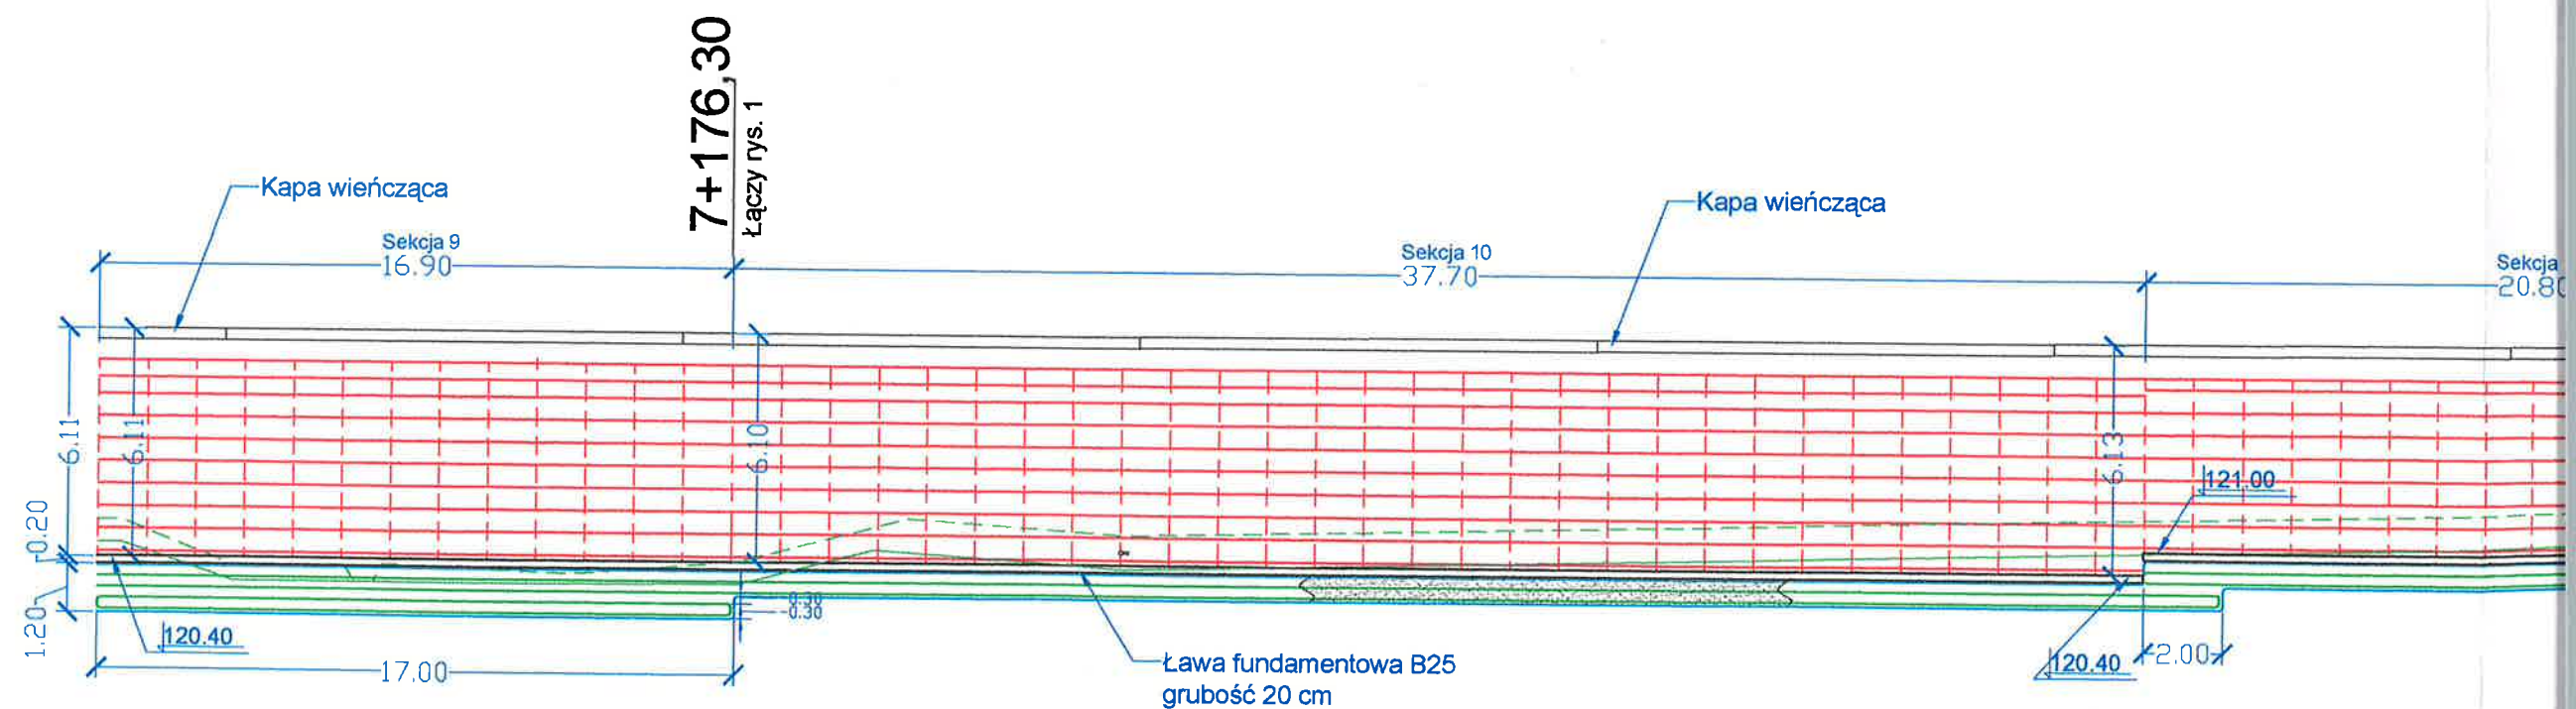 7+176,30
Łączy rys. 1
Kapa wieńcząca
Kapa wieńcząca
Sekcja 9
16.90
Sekcja 10
37.70
Sekcja
20.80
6.11
6.11
6.10
6.13
121.00
0.20
1.20
0.30
0.30
120.40
17.00
Ława fundamentowa B25
grubość 20 cm
120.40
2.00